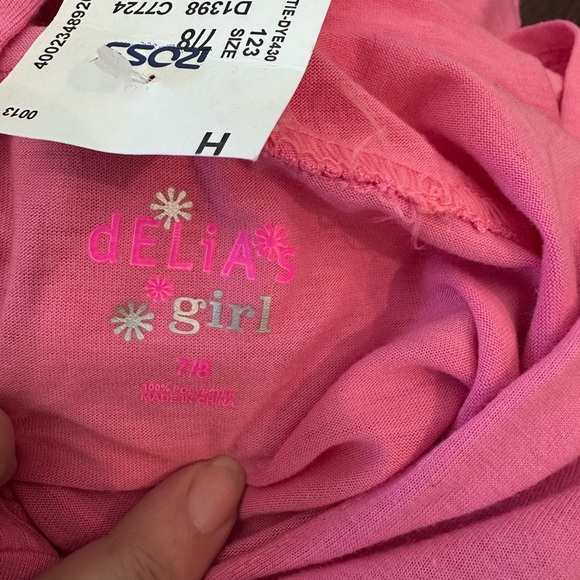 TIE-DYE430
123
D1398 C7724
SIZE
7/8
ROSS
0013
H
dELiA's
girl
7/8
100% POLYESTER
MADE IN CHINA